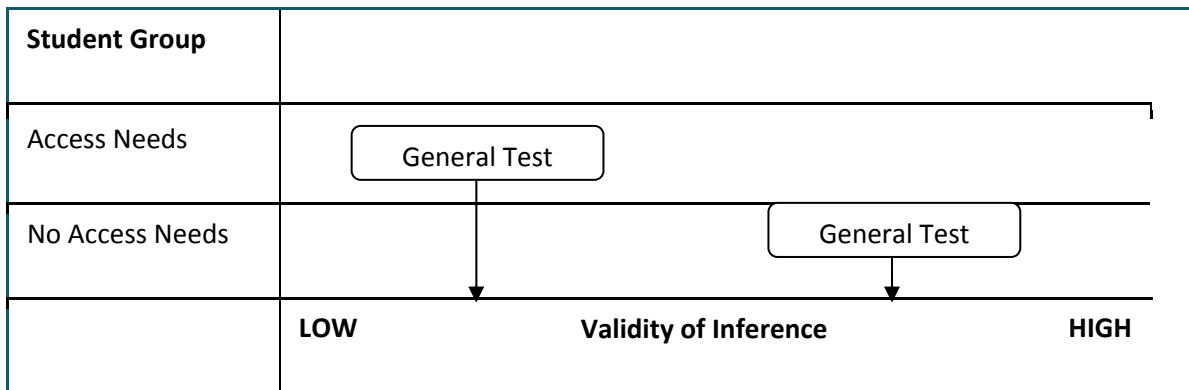 Student Group
Access Needs
General Test
No Access Needs
General Test
LOW Validity of Inference HIGH